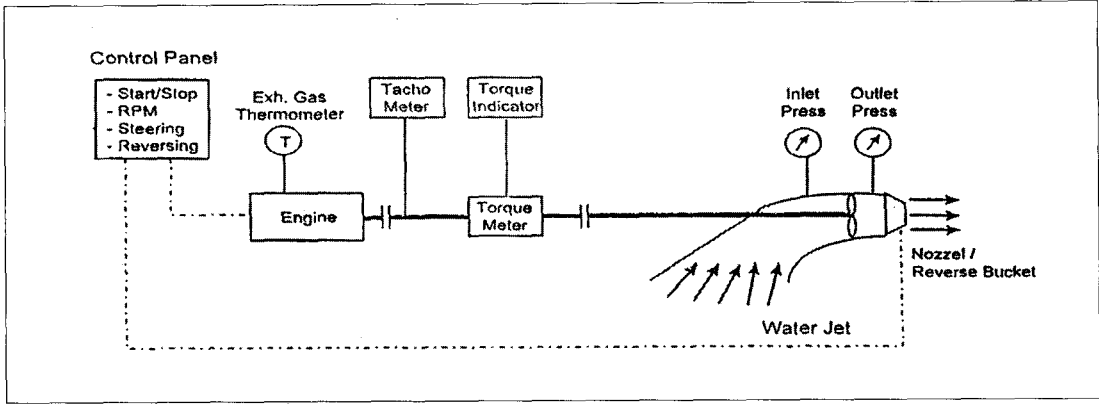 Control Panel
- Start/Stop
- RPM
- Steering
- Reversing
Exh. Gas
Thermometer
T
Tacho
Meter
Torque
Indicator
Inlet
Press
Outlet
Press
Engine
Torque
Meter
Nozzel /
Reverse Bucket
Water Jet